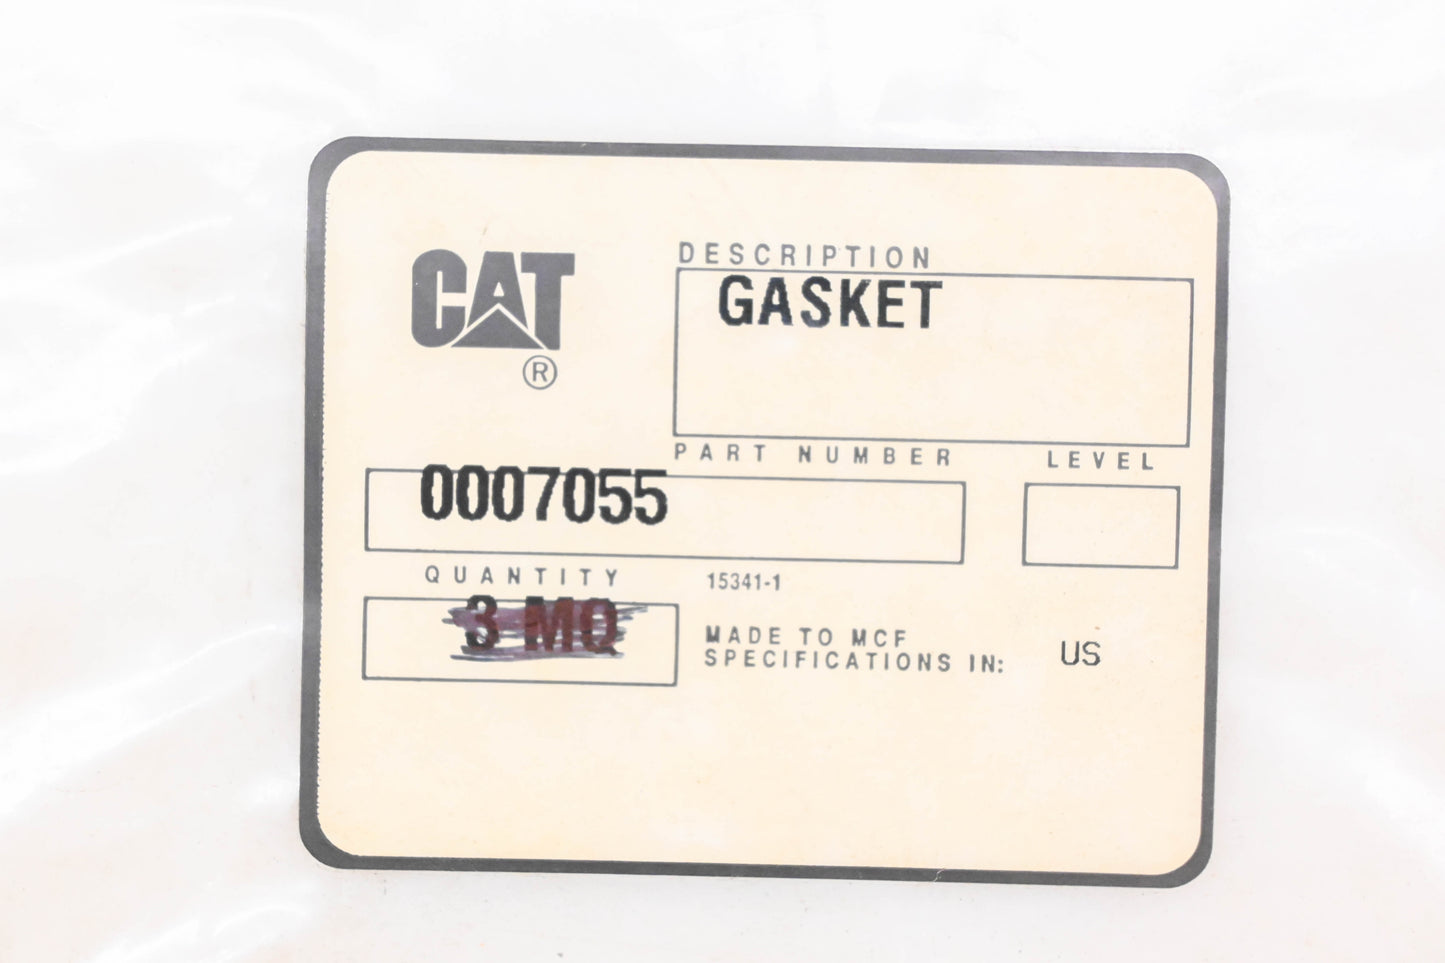 CAT
®
DESCRIPTION
GASKET
PART NUMBER
LEVEL
0007055
QUANTITY
15341-1
3 MQ
MADE TO MCF
SPECIFICATIONS IN:
US